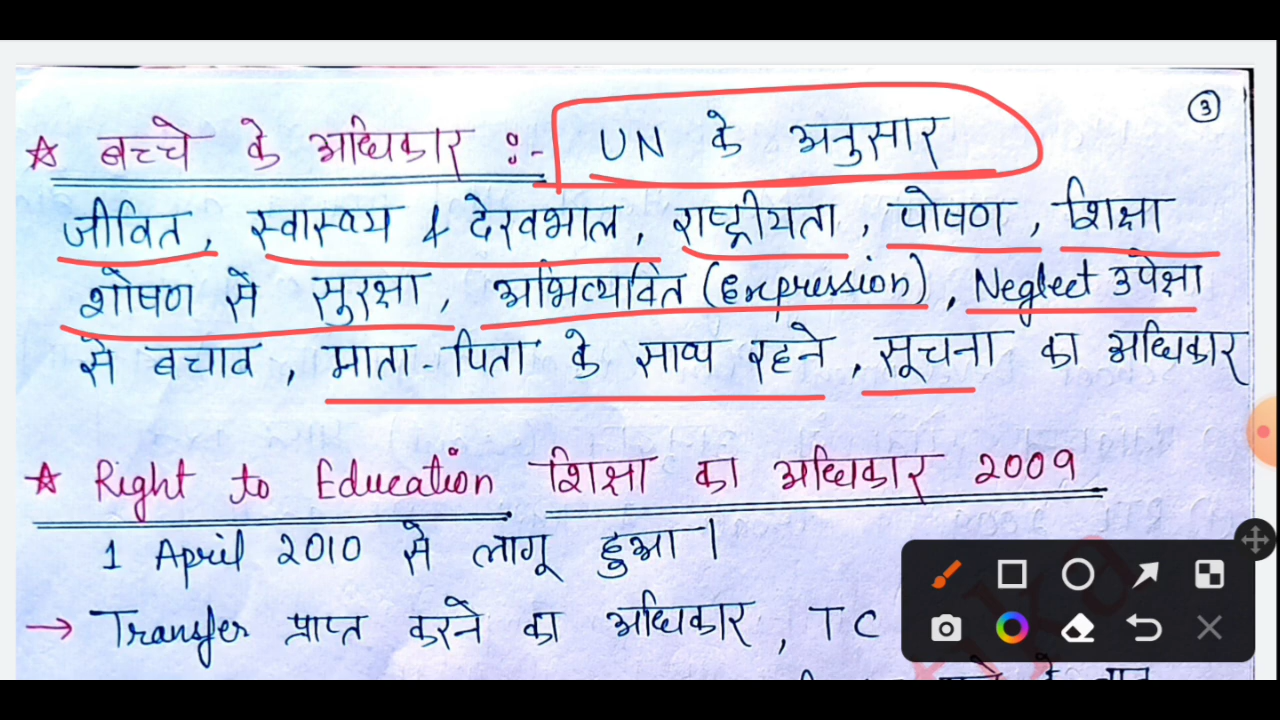 3
☆ बच्चे के अधिकार :- UN के अनुसार
जीवित, स्वास्थ्य & देखभाल, राष्ट्रीयता, पोषण, शिक्षा
शोषण से सुरक्षा, अभिव्यक्ति (Expression), Neglect उपेक्षा
से बचाव, माता-पिता के साथ रहने, सूचना का अधिकार
☆ Right to Education शिक्षा का अधिकार 2009
1 April 2010 से लागू हुआ।
→ Transfer प्राप्त करने का अधिकार, TC